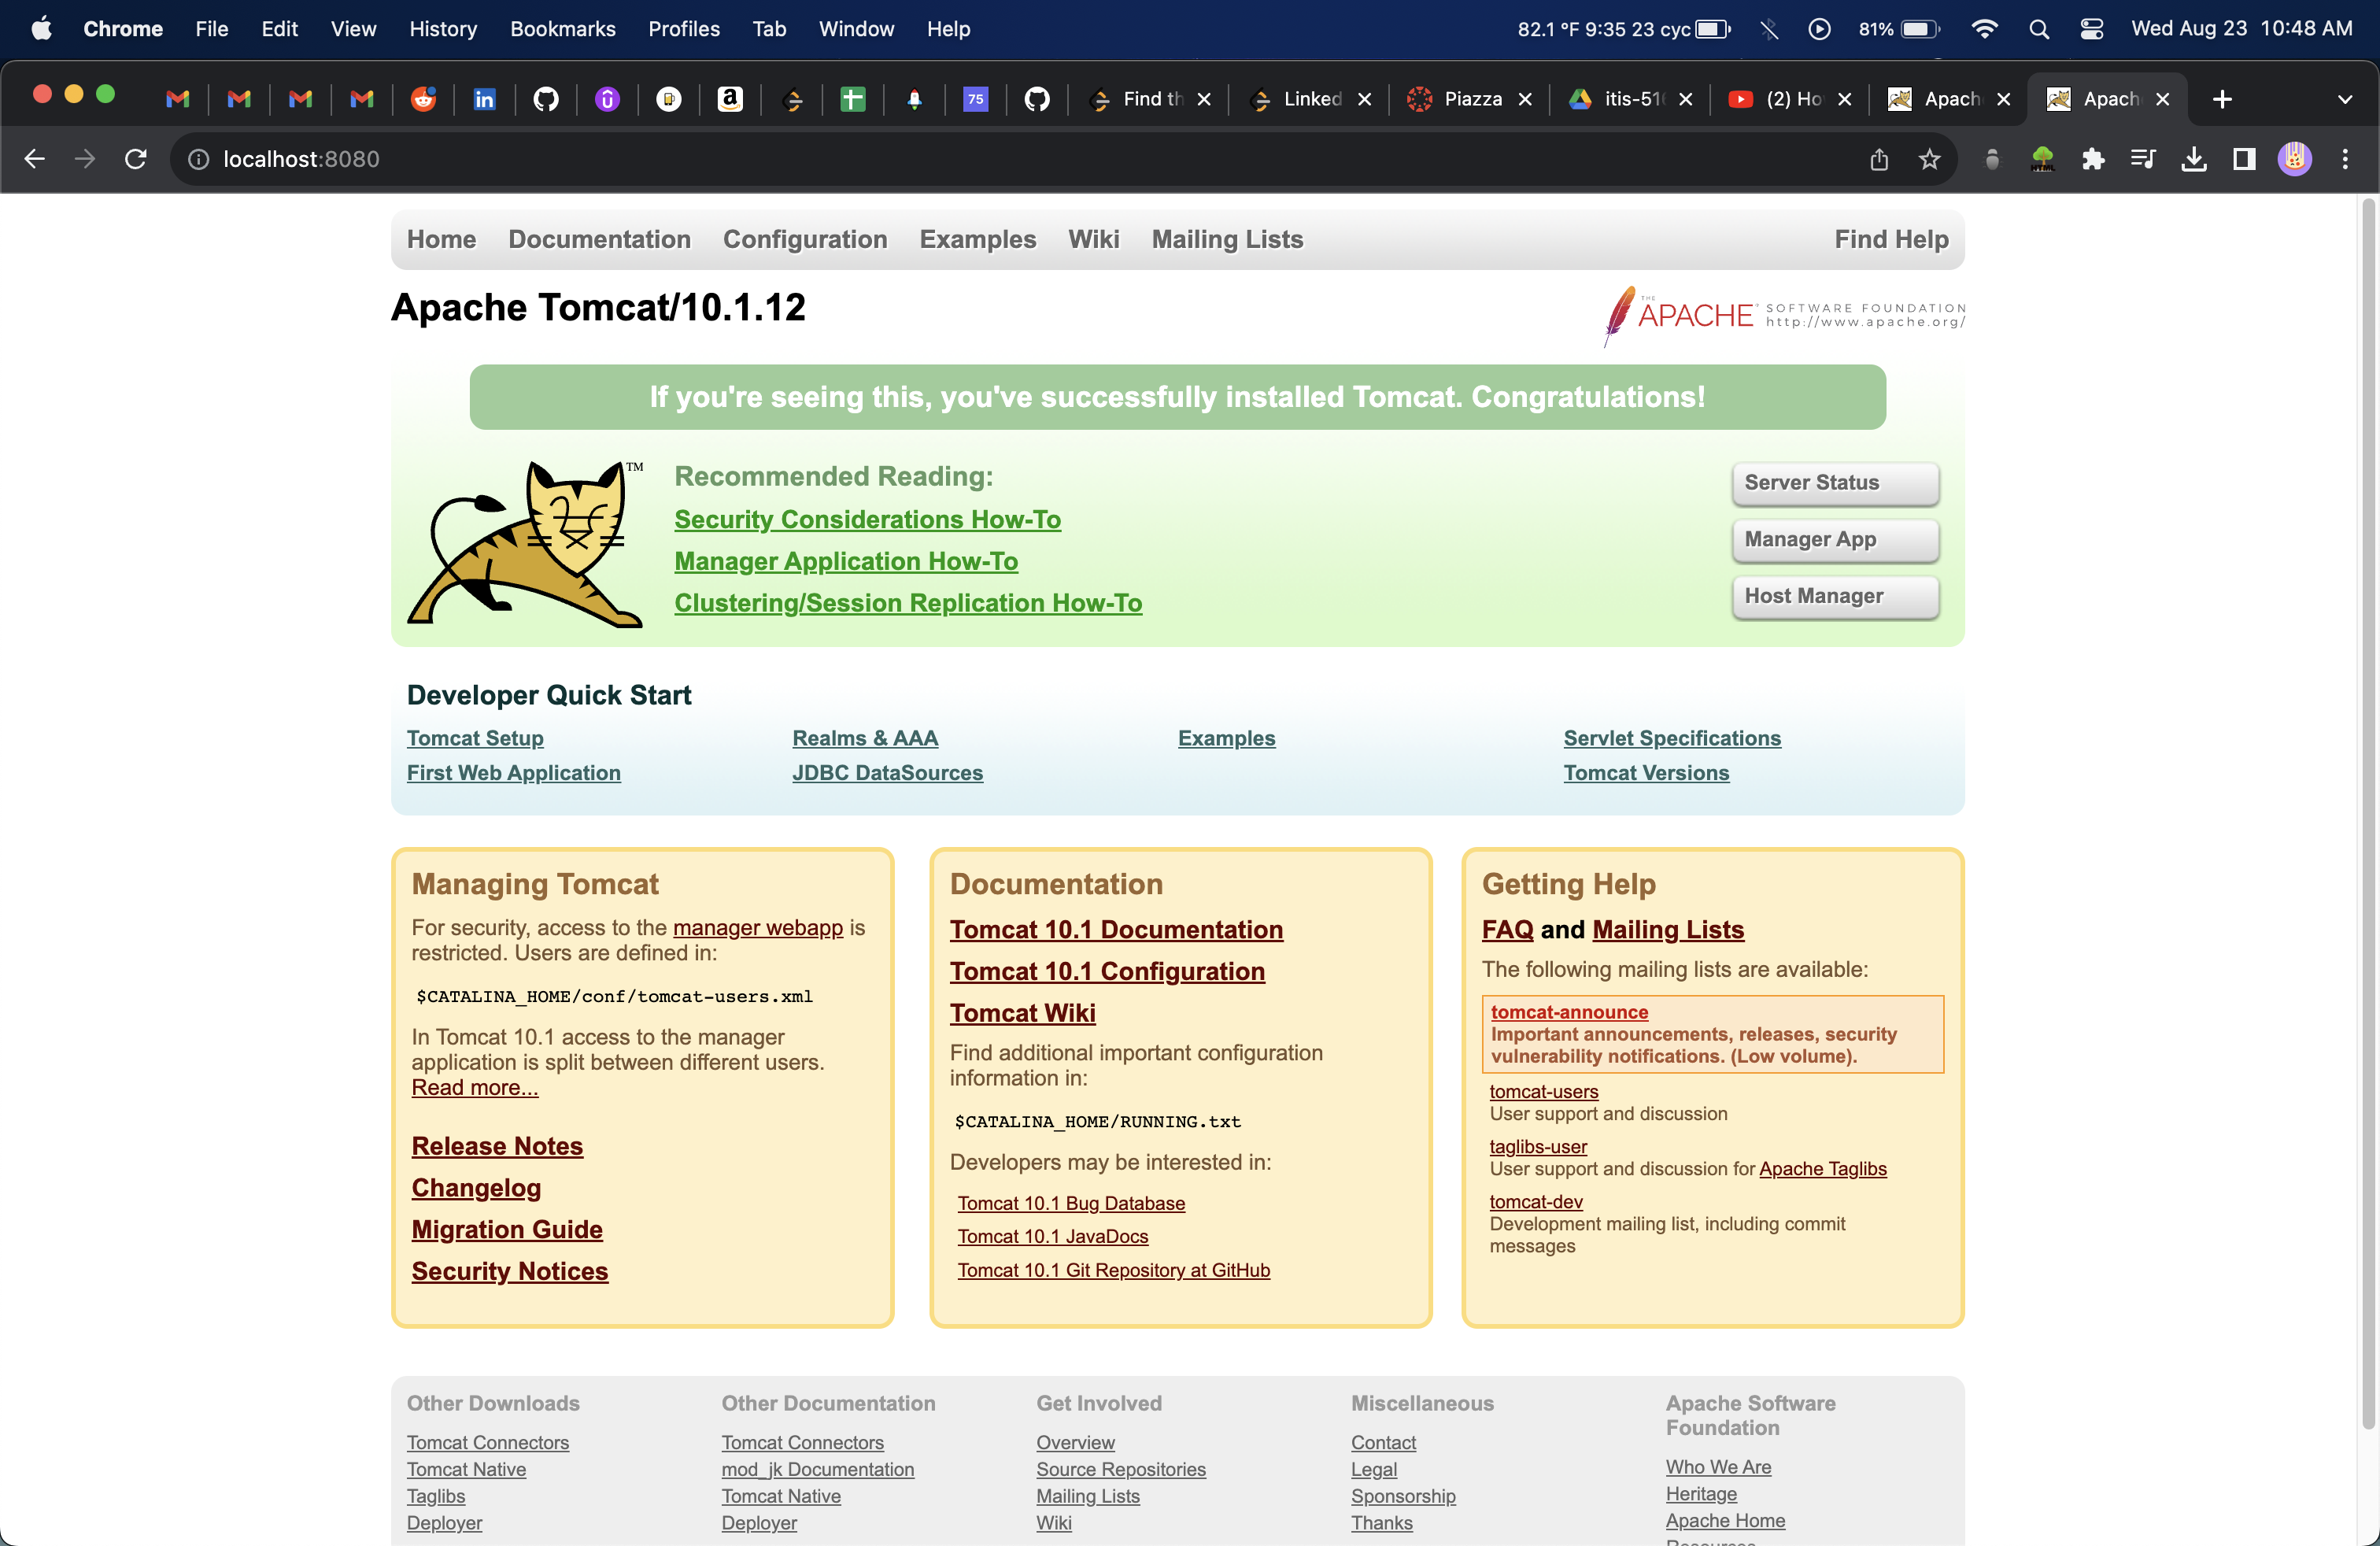 Chrome File Edit View History Bookmarks Profiles Tab Window Help 82.1 °F 9:35 23 cyc 81% Wed Aug 23 10:48 AM
75 Find th Linked Piazza itis-51 (2) Ho Apach Apach
localhost:8080
Home Documentation Configuration Examples Wiki Mailing Lists Find Help
Apache Tomcat/10.1.12
THE APACHE SOFTWARE FOUNDATION
http://www.apache.org/
If you're seeing this, you've successfully installed Tomcat. Congratulations!
TM
Recommended Reading:
Security Considerations How-To
Manager Application How-To
Clustering/Session Replication How-To
Server Status
Manager App
Host Manager
Developer Quick Start
Tomcat Setup
First Web Application
Realms & AAA
JDBC DataSources
Examples
Servlet Specifications
Tomcat Versions
Managing Tomcat
For security, access to the manager webapp is
restricted. Users are defined in:
$CATALINA_HOME/conf/tomcat-users.xml
In Tomcat 10.1 access to the manager
application is split between different users.
Read more...
Release Notes
Changelog
Migration Guide
Security Notices
Documentation
Tomcat 10.1 Documentation
Tomcat 10.1 Configuration
Tomcat Wiki
Find additional important configuration
information in:
$CATALINA_HOME/RUNNING.txt
Developers may be interested in:
Tomcat 10.1 Bug Database
Tomcat 10.1 JavaDocs
Tomcat 10.1 Git Repository at GitHub
Getting Help
FAQ and Mailing Lists
The following mailing lists are available:
tomcat-announce
Important announcements, releases, security
vulnerability notifications. (Low volume).
tomcat-users
User support and discussion
taglibs-user
User support and discussion for Apache Taglibs
tomcat-dev
Development mailing list, including commit
messages
Other Downloads
Tomcat Connectors
Tomcat Native
Taglibs
Deployer
Other Documentation
Tomcat Connectors
mod_jk Documentation
Tomcat Native
Deployer
Get Involved
Overview
Source Repositories
Mailing Lists
Wiki
Miscellaneous
Contact
Legal
Sponsorship
Thanks
Apache Software
Foundation
Who We Are
Heritage
Apache Home